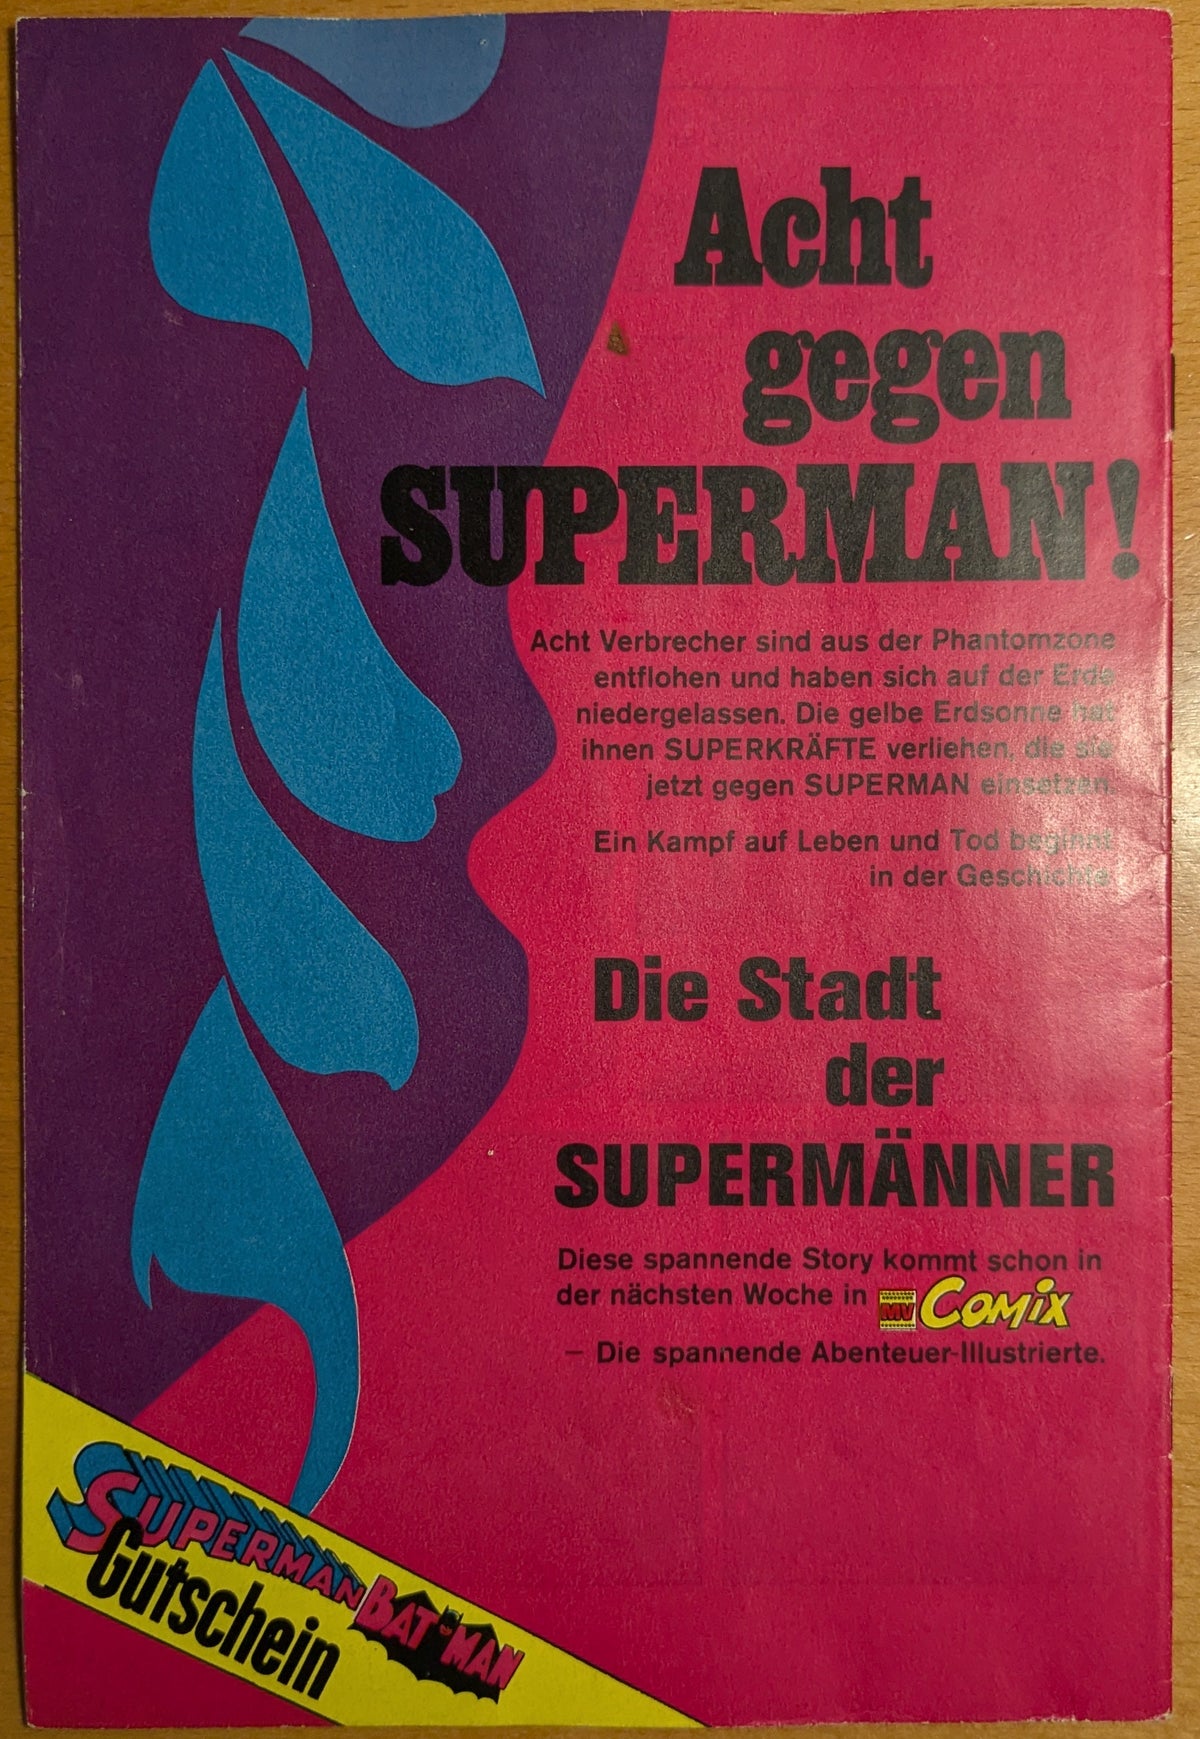 Acht
gegen
SUPERMAN!
Acht Verbrecher sind aus der Phantomzone
entflohen und haben sich auf der Erde
niedergelassen. Die gelbe Erdsonne hat
ihnen SUPERKRÄFTE verliehen, die sie
jetzt gegen SUPERMAN einsetzen.
Ein Kampf auf Leben und Tod beginnt
in der Geschichte
Die Stadt
der
SUPERMÄNNER
Diese spannende Story kommt schon in
der nächsten Woche in MV COMiX
– Die spannende Abenteuer-Illustrierte.
SUPERMAN BATMAN
Gutschein